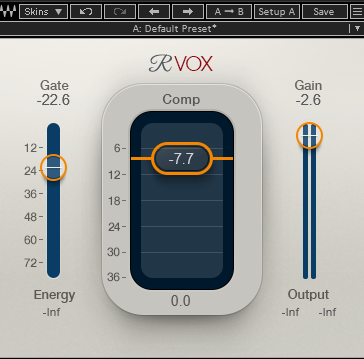 Skins A → B Setup A Save
A: Default Preset*
R VOX
Gate
-22.6
12
24
36
48
60
72
Energy
-Inf
Comp
6
12
18
24
30
36
-7.7
0.0
Gain
-2.6
Output
-Inf -Inf